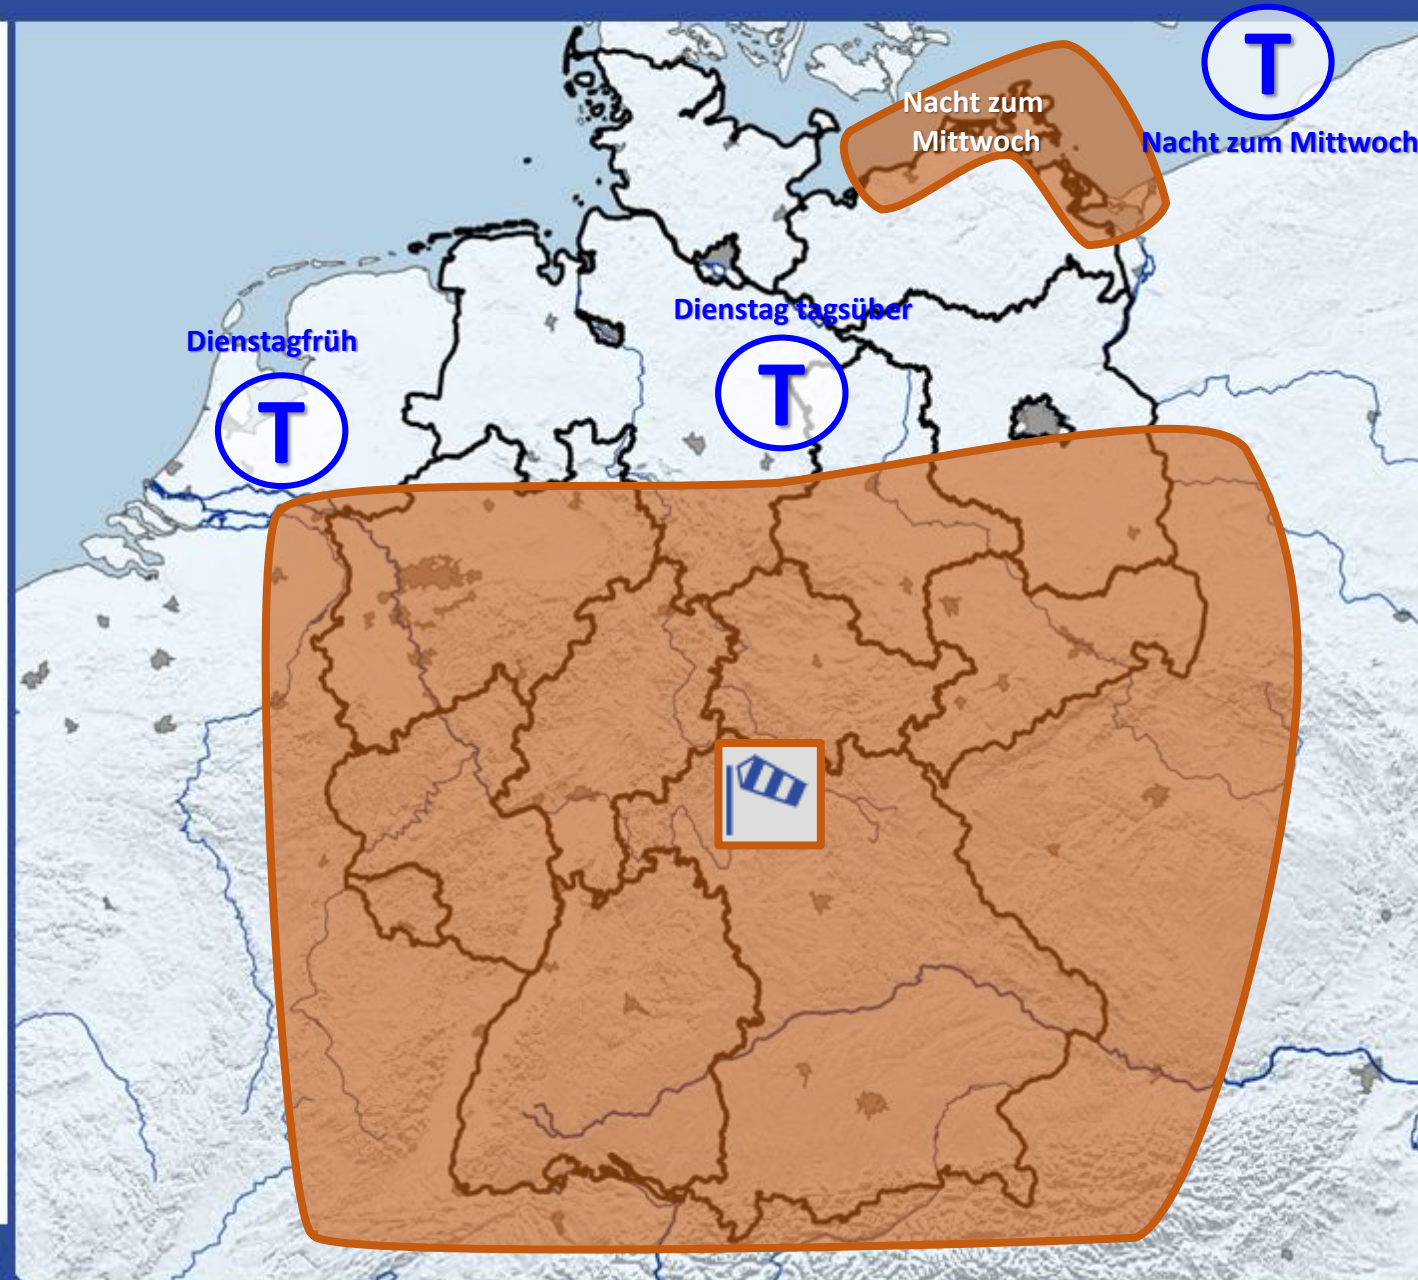 T
Nacht zum
Mittwoch
Nacht zum Mittwoch
Dienstag tagsüber
Dienstagfrüh
T
T